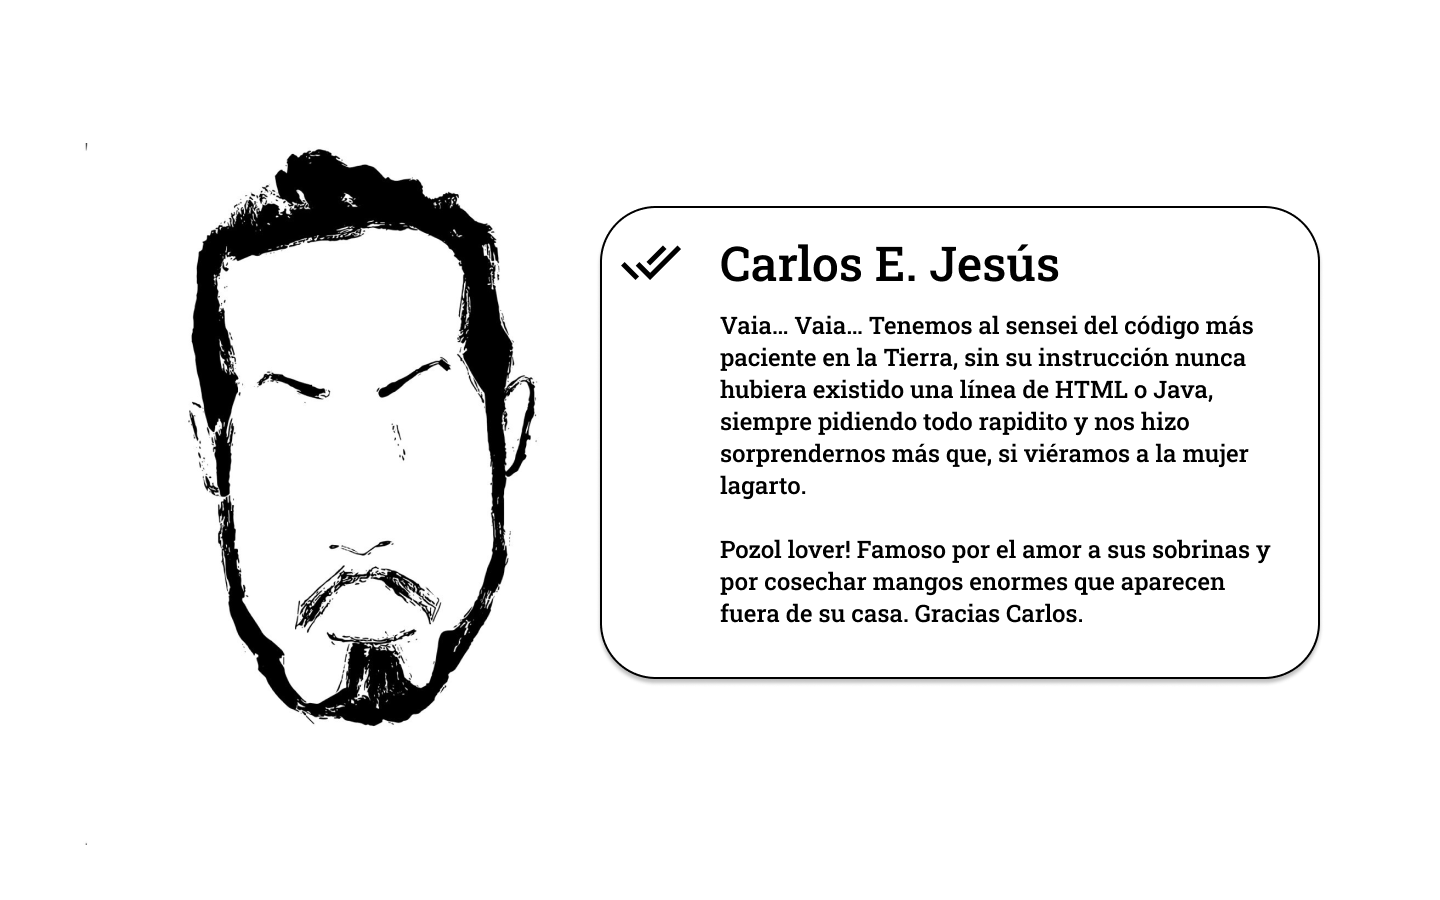 Carlos E. Jesús
Vaia... Vaia... Tenemos al sensei del código más
paciente en la Tierra, sin su instrucción nunca
hubiera existido una línea de HTML o Java,
siempre pidiendo todo rapidito y nos hizo
sorprendernos más que, si viéramos a la mujer
lagarto.
Pozol lover! Famoso por el amor a sus sobrinas y
por cosechar mangos enormes que aparecen
fuera de su casa. Gracias Carlos.